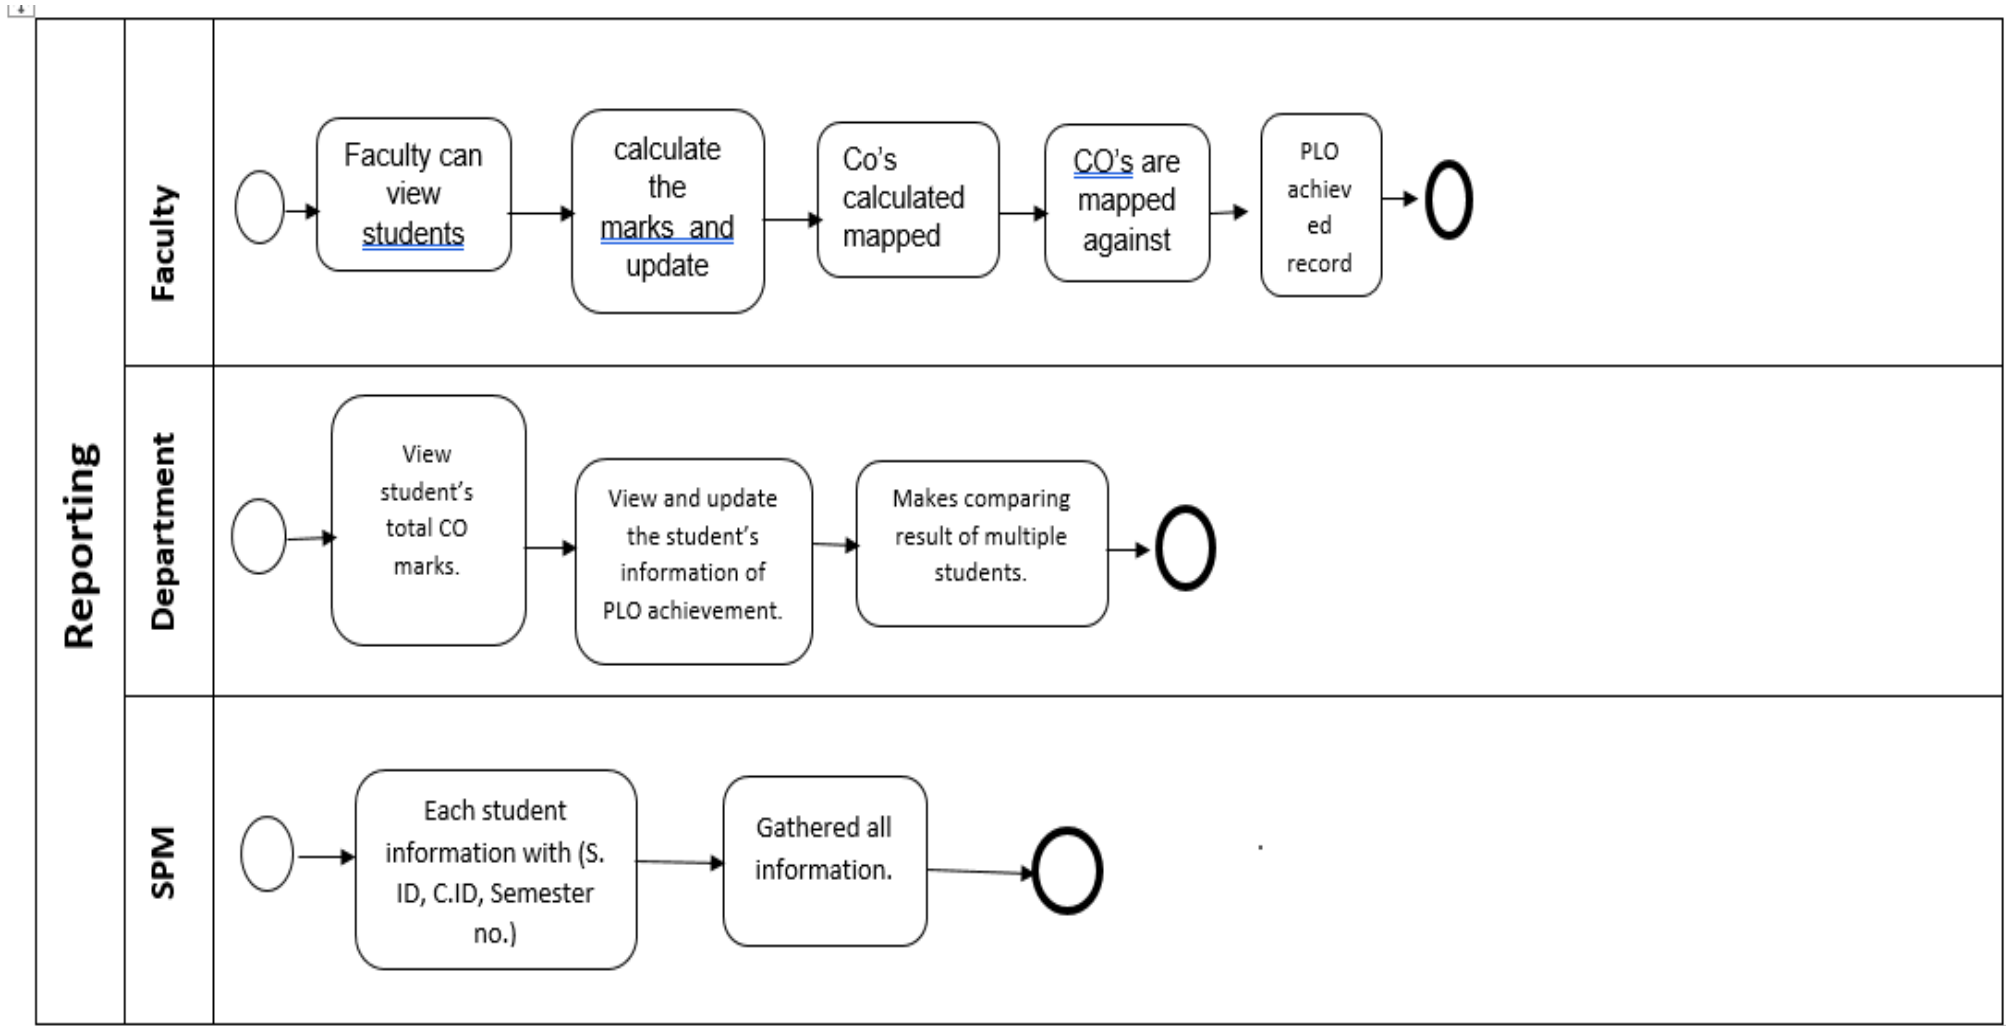 Reporting
Faculty
Faculty can
view
students
calculate
the
marks  and
update
Co’s
calculated
mapped
CO’s are
mapped
against
PLO
achiev
ed
record
Department
View
student’s
total CO
marks.
View and update
the student’s
information of
PLO achievement.
Makes comparing
result of multiple
students.
SPM
Each student
information with (S.
ID, C.ID, Semester
no.)
Gathered all
information.